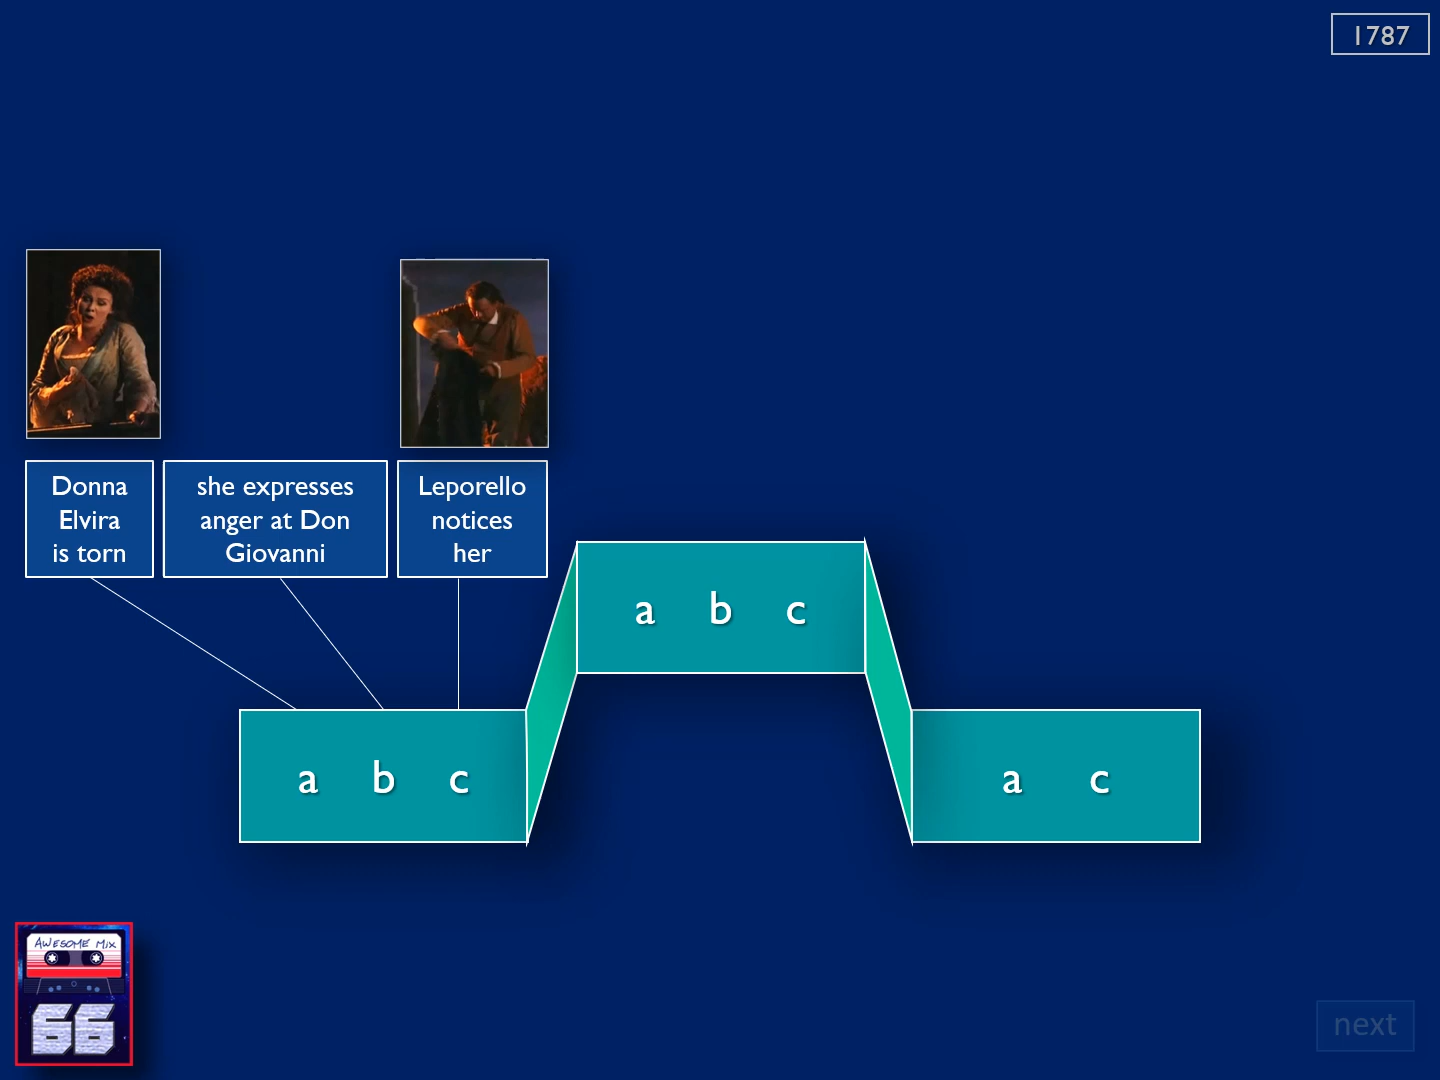 1787
Donna
Elvira
is torn
she expresses
anger at Don
Giovanni
Leporello
notices
her
a b c
a b c
a c
AWESOME MIX
66
next